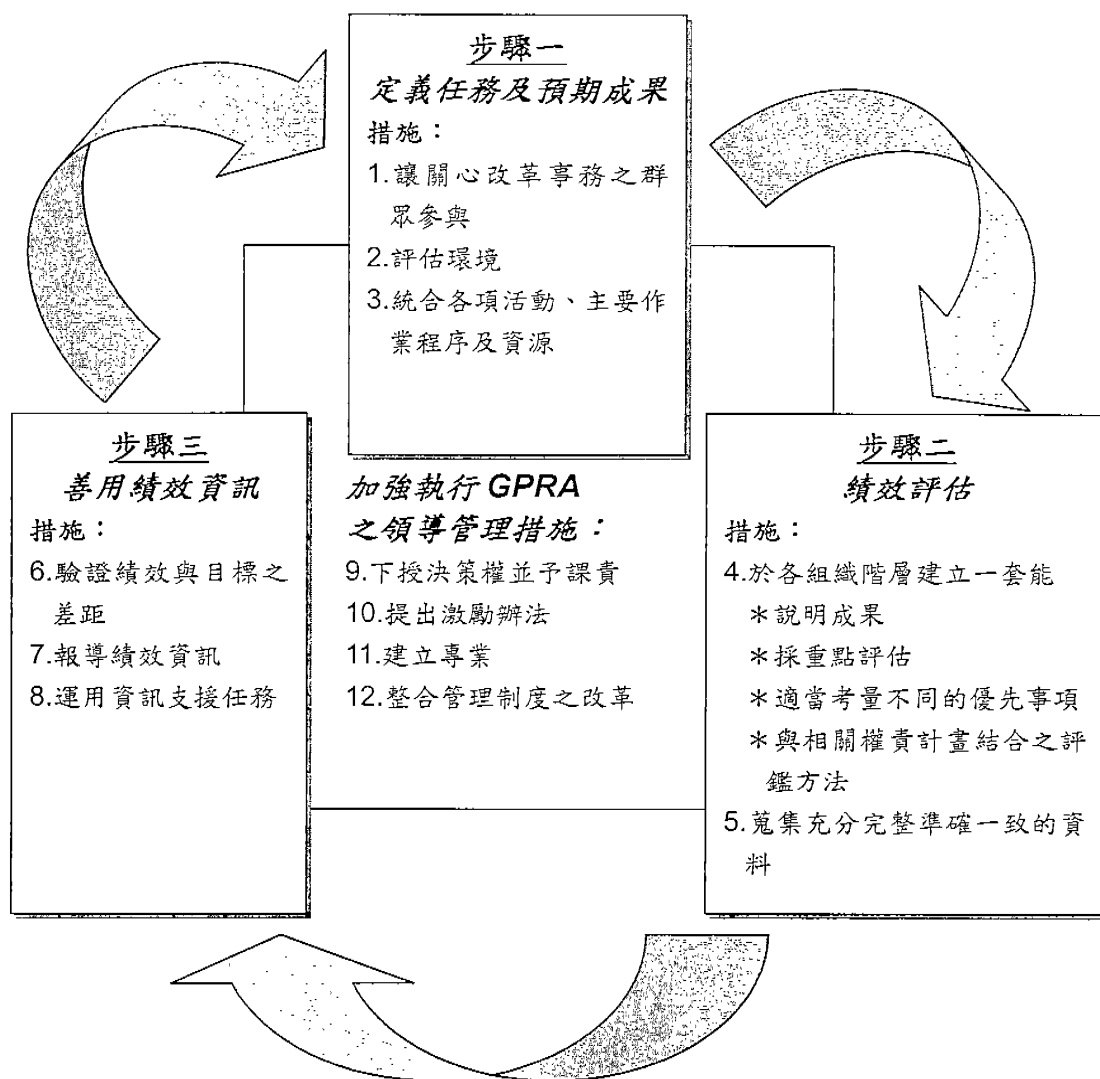 步驟一
定義任務及預期成果
措施：
1.讓關心改革事務之群
眾參與
2.評估環境
3.統合各項活動、主要作
業程序及資源
步驟三
善用績效資訊
措施：
6.驗證績效與目標之
差距
7.報導績效資訊
8.運用資訊支援任務
加強執行 GPRA
之領導管理措施：
9.下授決策權並予課責
10.提出激勵辦法
11.建立專業
12.整合管理制度之改革
步驟二
績效評估
措施：
4.於各組織階層建立一套能
＊說明成果
＊採重點評估
＊適當考量不同的優先事項
＊與相關權責計畫結合之評
鑑方法
5.蒐集充分完整準確一致的資
料